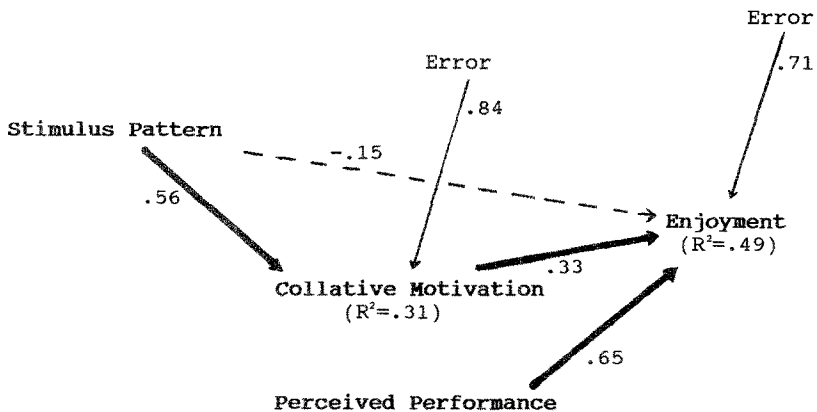 Error
.71
Error
.84
Stimulus Pattern
-.15
.56
Enjoyment
(R²=.49)
.33
Collative Motivation
(R²=.31)
.65
Perceived Performance